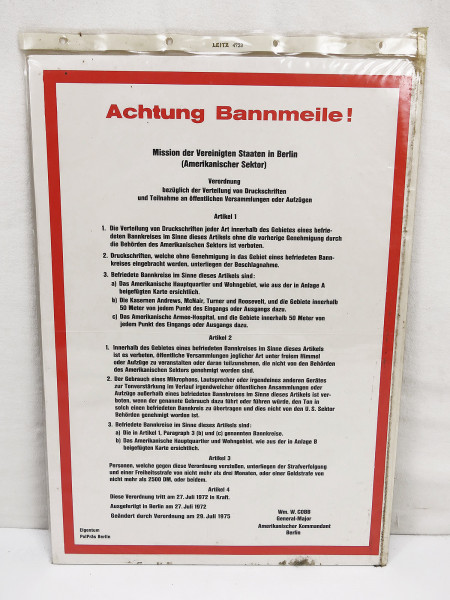 LEITZ 4723
Achtung Bannmeile!
Mission der Vereinigten Staaten in Berlin
(Amerikanischer Sektor)
Verordnung
bezüglich der Verteilung von Druckschriften
und Teilnahme an öffentlichen Versammlungen oder Aufzügen
Artikel 1
1. Die Verteilung von Druckschriften jeder Art innerhalb des Gebietes eines befrie-
deten Bannkreises im Sinne dieses Artikels ohne die vorherige Genehmigung durch
die Behörden des Amerikanischen Sektors ist verboten.
2. Druckschriften, welche ohne Genehmigung in das Gebiet eines befriedeten Bann-
kreises eingebracht werden, unterliegen der Beschlagnahme.
3. Befriedete Bannkreise im Sinne dieses Artikels sind:
a) Das Amerikanische Hauptquartier und Wohngebiet, wie aus der in Anlage A
beigefügten Karte ersichtlich.
b) Die Kasernen Andrews, McNair, Turner und Roosevelt, und die Gebiete innerhalb
50 Meter von jedem Punkt des Eingangs oder Ausgangs dazu.
c) Das Amerikanische Armee-Hospital, und die Gebiete innerhalb 50 Meter von
jedem Punkt des Eingangs oder Ausgangs dazu.
Artikel 2
1. Innerhalb des Gebietes eines befriedeten Bannkreises im Sinne dieses Artikels
ist es verboten, öffentliche Versammlungen jeglicher Art unter freiem Himmel
oder Aufzüge zu veranstalten oder daran teilzunehmen, die nicht von den Behörden
des Amerikanischen Sektors genehmigt worden sind.
2. Der Gebrauch eines Mikrophons, Lautsprecher oder irgendeines anderen Gerätes
zur Tonverstärkung im Verlauf irgendwelcher öffentlichen Ansammlungen oder
Aufzüge außerhalb eines befriedeten Bannkreises im Sinne dieses Artikels ist ver-
boten, wenn der genannte Gebrauch dazu führt oder führen würde, den Ton in
solch einen befriedeten Bannkreis zu übertragen und dies nicht von den U. S. Sektor
Behörden genehmigt worden ist.
3. Befriedete Bannkreise im Sinne dieses Artikels sind:
a) Die in Artikel 1, Paragraph 3 (b) und (c) genannten Bannkreise.
b) Das Amerikanische Hauptquartier und Wohngebiet, wie aus der in Anlage B
beigefügten Karte ersichtlich.
Artikel 3
Personen, welche gegen diese Verordnung verstoßen, unterliegen der Strafverfolgung
und einer Freiheitsstrafe von nicht mehr als drei Monaten, oder einer Geldstrafe von
nicht mehr als 2500 DM, oder beidem.
Artikel 4
Diese Verordnung tritt am 27. Juli 1972 in Kraft.
Ausgefertigt in Berlin am 27. Juli 1972
Geändert durch Verordnung am 29. Juli 1975
Wm. W. COBB
General-Major
Amerikanischer Kommandant
Berlin
Eigentum
PolPräs Berlin